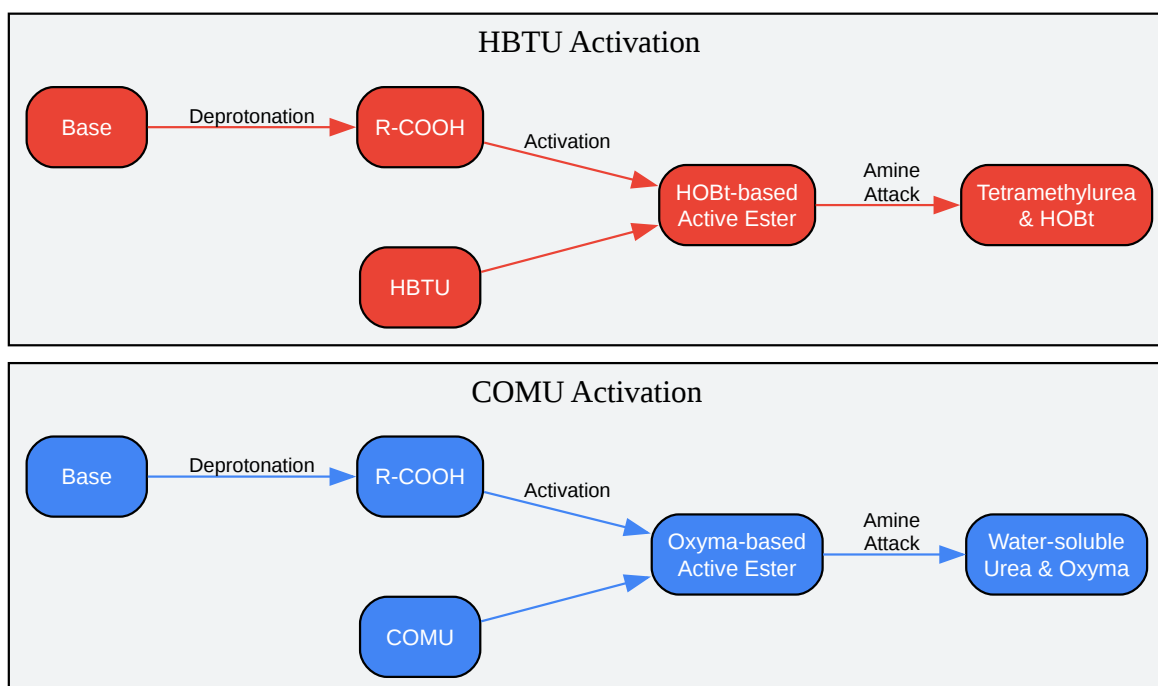 HBTU Activation
Base
Deprotonation
R-COOH
Activation
HOBt-based
Active Ester
Amine
Attack
Tetramethylurea
& HOBt
HBTU
COMU Activation
Base
Deprotonation
R-COOH
Activation
Oxyma-based
Active Ester
Amine
Attack
Water-soluble
Urea & Oxyma
COMU